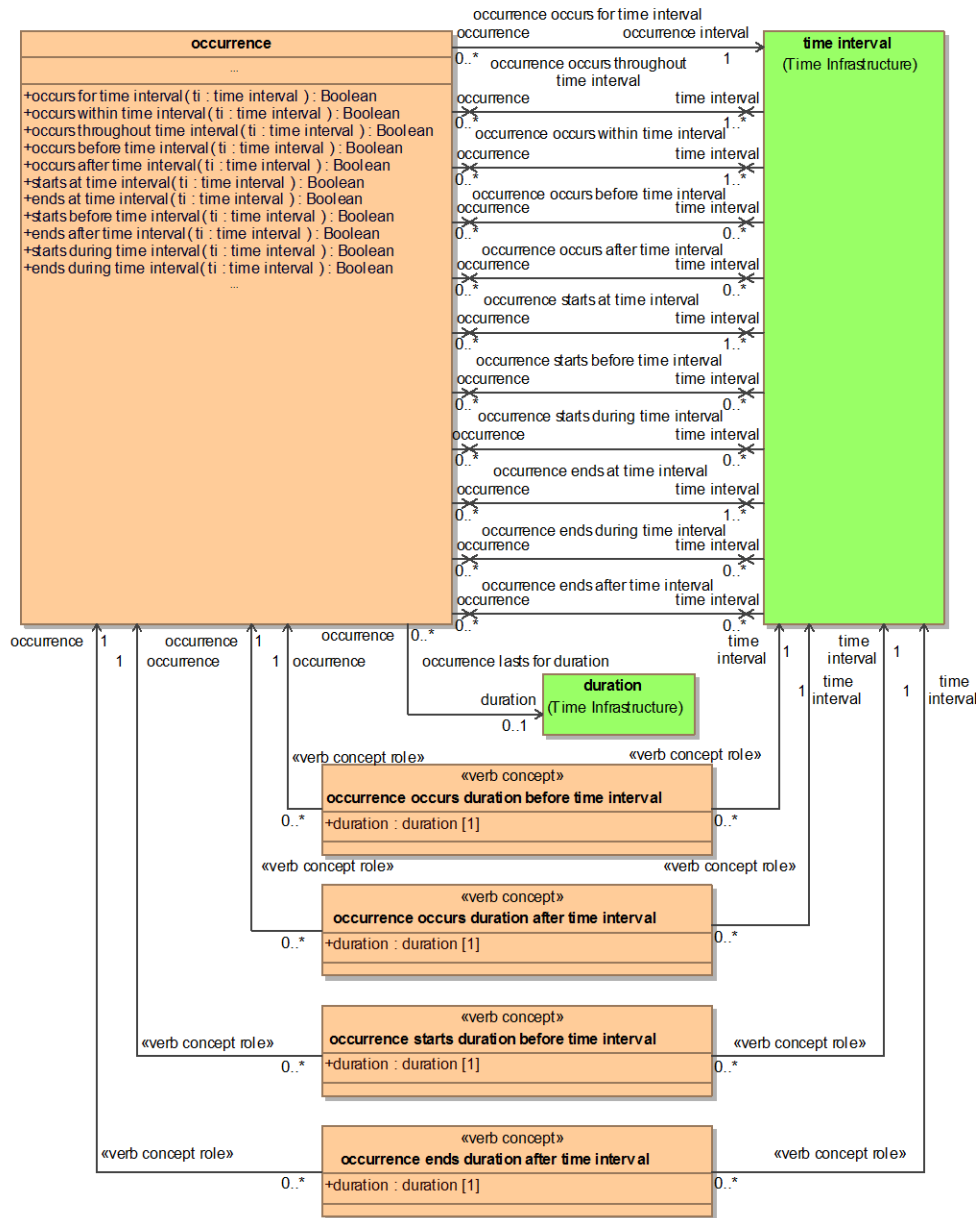 occurrence occurs for time interval
occurrence
...
+occurs for time interval( ti : time interval ) : Boolean
+occurs within time interval( ti : time interval ) : Boolean
+occurs throughout time interval( ti : time interval ) : Boolean
+occurs before time interval( ti : time interval ) : Boolean
+occurs after time interval( ti : time interval ) : Boolean
+starts at time interval( ti : time interval ) : Boolean
+ends at time interval( ti : time interval ) : Boolean
+starts before time interval( ti : time interval ) : Boolean
+ends after time interval( ti : time interval ) : Boolean
+starts during time interval( ti : time interval ) : Boolean
+ends during time interval( ti : time interval ) : Boolean
...
occurrence occurrence interval
0..* 1
occurrence occurs throughout
time interval
occurrence time interval
0..* 1..*
occurrence occurs within time interval
occurrence time interval
0..* 1..*
occurrence occurs before time interval
occurrence time interval
0..* 0..*
occurrence occurs after time interval
occurrence time interval
0..* 0..*
occurrence starts at time interval
occurrence time interval
0..* 1..*
occurrence starts before time interval
occurrence time interval
0..* 0..*
occurrence starts during time interval
occurrence time interval
0..* 0..*
occurrence ends at time interval
occurrence time interval
0..* 1..*
occurrence ends during time interval
occurrence time interval
0..* 0..*
occurrence ends after time interval
occurrence time interval
0..* 0..*
time interval
(Time Infrastructure)
occurrence 1 occurrence 1 occurrence 0..*
1 occurrence 1 occurrence
occurrence lasts for duration
time
interval 1
time
interval 1
1 time
interval
1 time
interval
duration
(Time Infrastructure)
duration
0..1
«verb concept role» «verb concept role»
«verb concept»
occurrence occurs duration before time interval
+duration : duration [1]
0..* 0..*
«verb concept role» «verb concept role»
«verb concept»
occurrence occurs duration after time interval
+duration : duration [1]
0..* 0..*
«verb concept role» «verb concept role»
«verb concept»
occurrence starts duration before time interval
+duration : duration [1]
0..* 0..*
«verb concept role» «verb concept role»
«verb concept»
occurrence ends duration after time interval
+duration : duration [1]
0..* 0..*